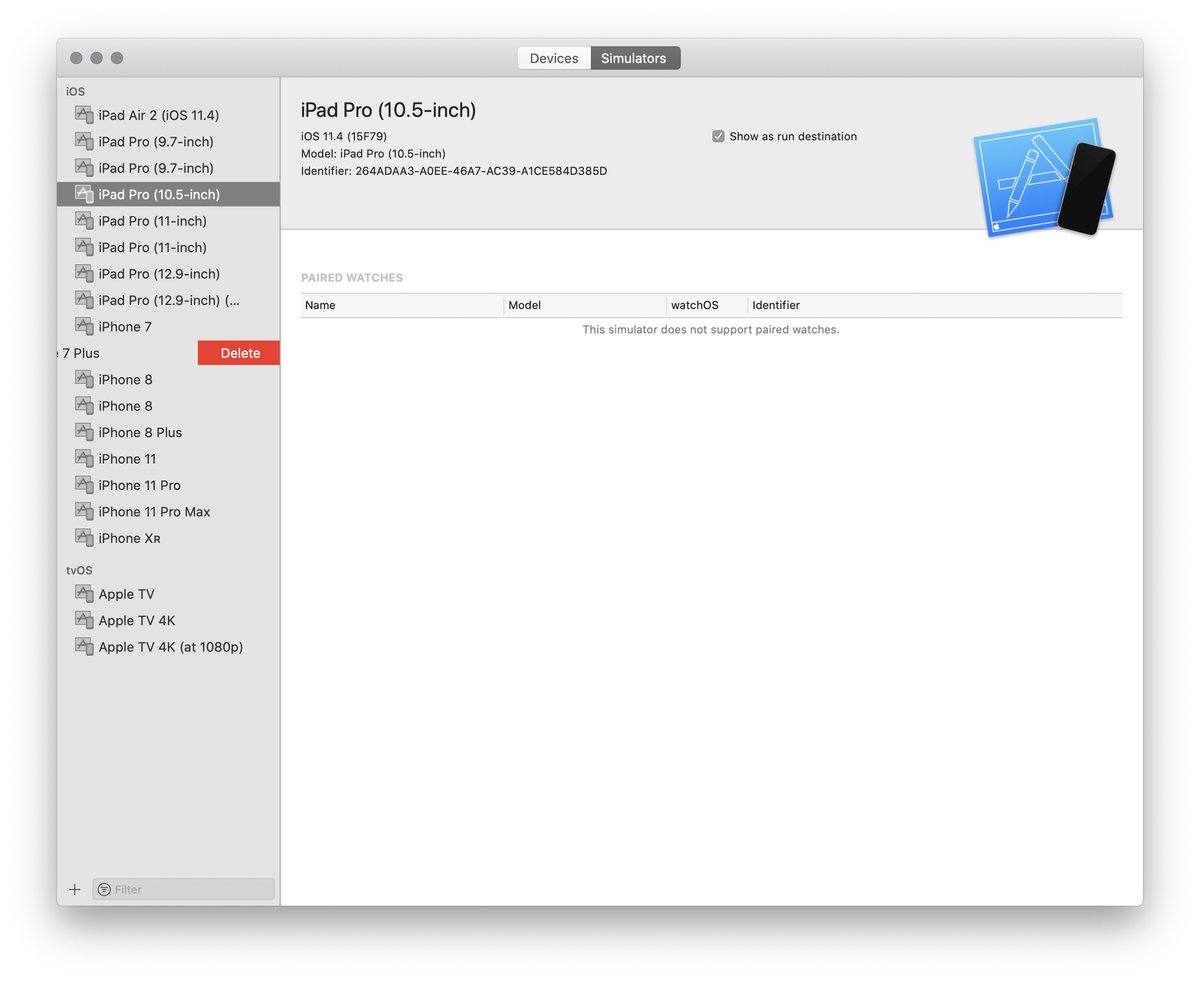 Devices
Simulators
iOS
iPad Air 2 (iOS 11.4)
iPad Pro (9.7-inch)
iPad Pro (9.7-inch)
iPad Pro (10.5-inch)
iPad Pro (11-inch)
iPad Pro (11-inch)
iPad Pro (12.9-inch)
iPad Pro (12.9-inch) (...
iPhone 7
7 Plus
Delete
iPhone 8
iPhone 8
iPhone 8 Plus
iPhone 11
iPhone 11 Pro
iPhone 11 Pro Max
iPhone Xʀ
tvOS
Apple TV
Apple TV 4K
Apple TV 4K (at 1080p)
Filter
iPad Pro (10.5-inch)
iOS 11.4 (15F79)
Model: iPad Pro (10.5-inch)
Identifier: 264ADAA3-A0EE-46A7-AC39-A1CE584D385D
Show as run destination
PAIRED WATCHES
Name Model watchOS Identifier
This simulator does not support paired watches.